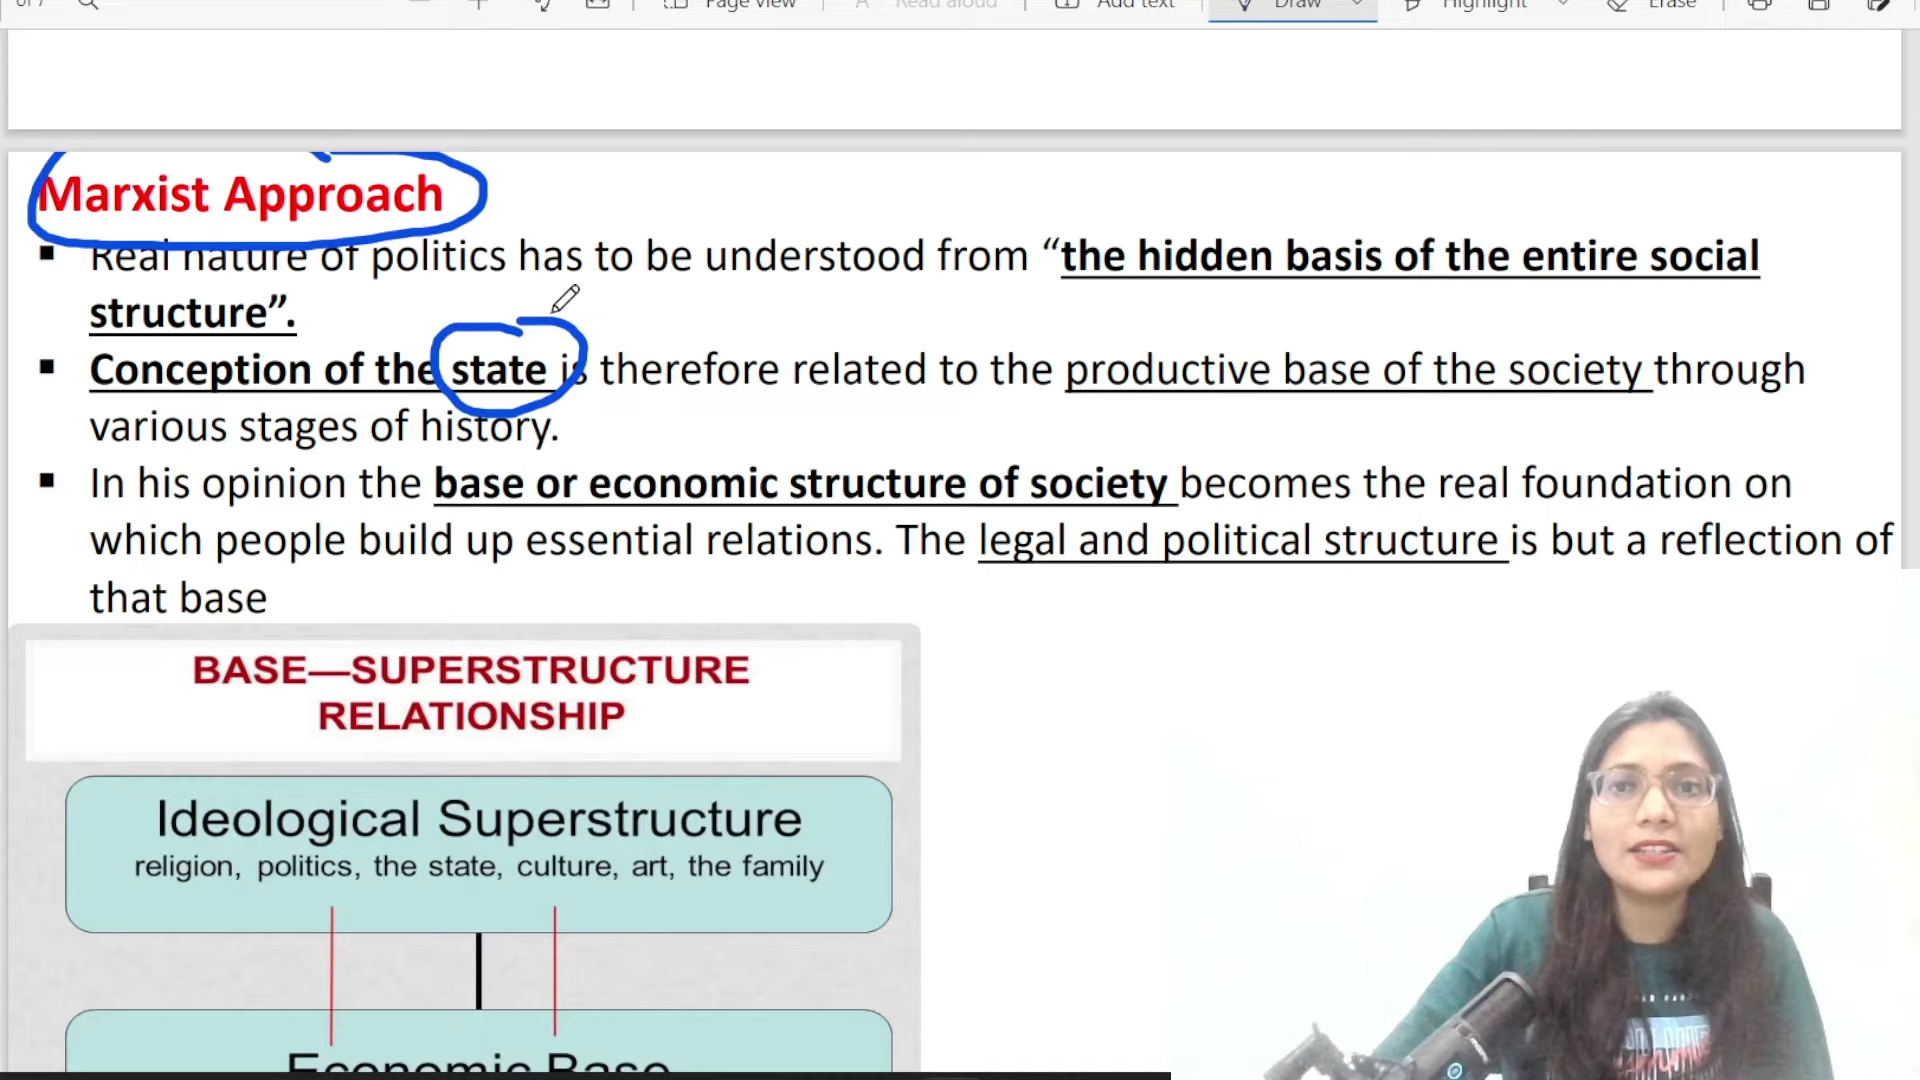 Page view
Read aloud
Add text
Draw
Highlight
Erase
Marxist Approach
▪ Real nature of politics has to be understood from “the hidden basis of the entire social
structure”.
▪ Conception of the state is therefore related to the productive base of the society through
various stages of history.
▪ In his opinion the base or economic structure of society becomes the real foundation on
which people build up essential relations. The legal and political structure is but a reflection of
that base
BASE—SUPERSTRUCTURE
RELATIONSHIP
Ideological Superstructure
religion, politics, the state, culture, art, the family
Economic Base